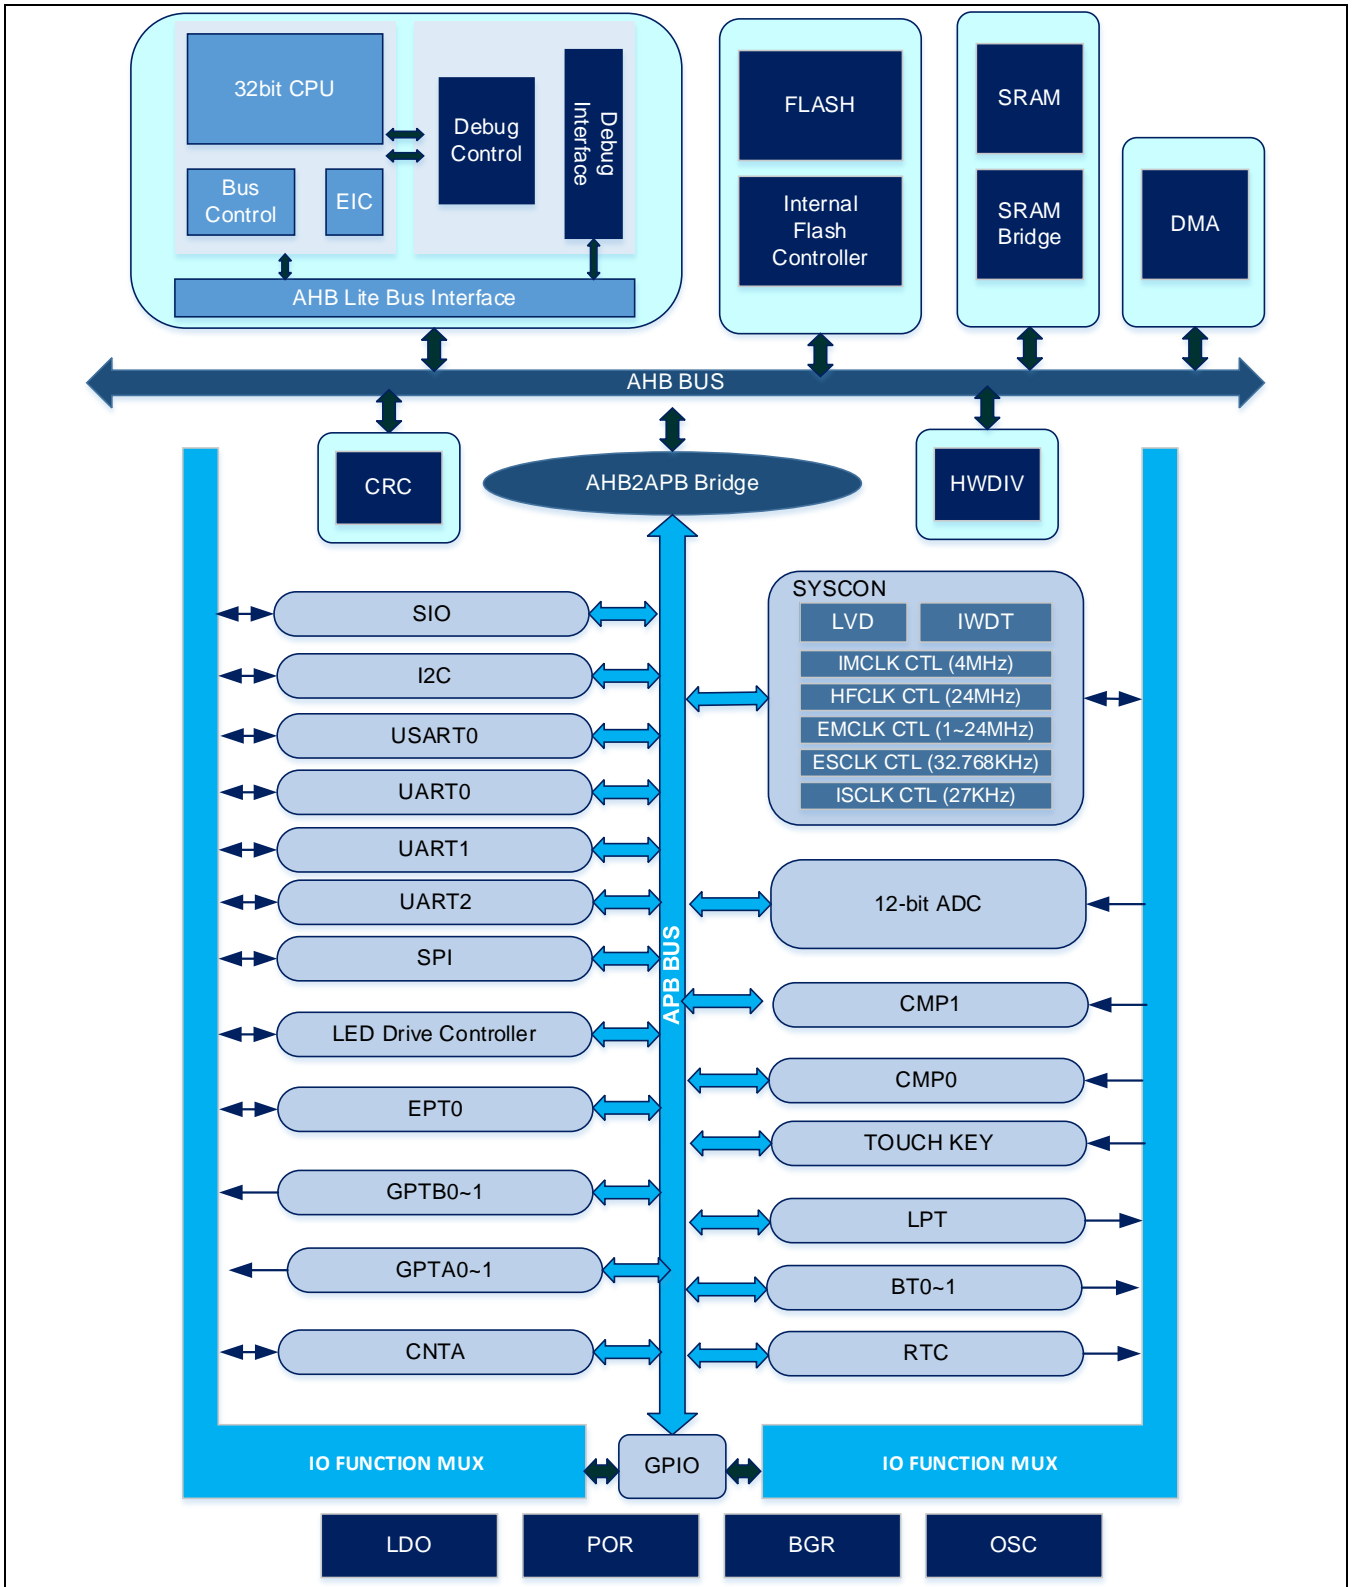 32bit CPU
Bus
Control
EIC
Debug
Control
Debug
Interface
AHB Lite Bus Interface
FLASH
Internal
Flash
Controller
SRAM
SRAM
Bridge
DMA
AHB BUS
CRC
AHB2APB Bridge
HWDIV
SIO
I2C
USART0
UART0
UART1
UART2
SPI
LED Drive Controller
EPT0
GPTB0~1
GPTA0~1
CNTA
APB BUS
SYSCON
LVD
IWDT
IMCLK CTL (4MHz)
HFCLK CTL (24MHz)
EMCLK CTL (1~24MHz)
ESCLK CTL (32.768KHz)
ISCLK CTL (27KHz)
12-bit ADC
CMP1
CMP0
TOUCH KEY
LPT
BT0~1
RTC
IO FUNCTION MUX
GPIO
IO FUNCTION MUX
LDO
POR
BGR
OSC